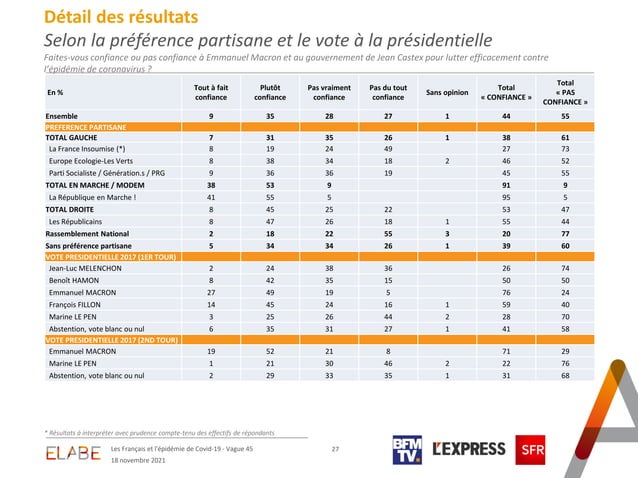 Détail des résultats
Selon la préférence partisane et le vote à la présidentielle
Faites-vous confiance ou pas confiance à Emmanuel Macron et au gouvernement de Jean Castex pour lutter efficacement contre
l'épidémie de coronavirus ?
En % Tout à fait confiance Plutôt confiance Pas vraiment confiance Pas du tout confiance Sans opinion Total « CONFIANCE » Total « PAS CONFIANCE »
Ensemble 9 35 28 27 1 44 55
PREFERENCE PARTISANE
TOTAL GAUCHE 7 31 35 26 1 38 61
La France Insoumise (*) 8 19 24 49 27 73
Europe Ecologie-Les Verts 8 38 34 18 2 46 52
Parti Socialiste / Génération.s / PRG 9 36 36 19 45 55
TOTAL EN MARCHE / MODEM 38 53 9 91 9
La République en Marche ! 41 55 5 95 5
TOTAL DROITE 8 45 25 22 53 47
Les Républicains 8 47 26 18 1 55 44
Rassemblement National 2 18 22 55 3 20 77
Sans préférence partisane 5 34 34 26 1 39 60
VOTE PRESIDENTIELLE 2017 (1ER TOUR)
Jean-Luc MELENCHON 2 24 38 36 26 74
Benoît HAMON 8 42 35 15 50 50
Emmanuel MACRON 27 49 19 5 76 24
François FILLON 14 45 24 16 1 59 40
Marine LE PEN 3 25 26 44 2 28 70
Abstention, vote blanc ou nul 6 35 31 27 1 41 58
VOTE PRESIDENTIELLE 2017 (2ND TOUR)
Emmanuel MACRON 19 52 21 8 71 29
Marine LE PEN 1 21 30 46 2 22 76
Abstention, vote blanc ou nul 2 29 33 35 1 31 68
* Résultats à interpréter avec prudence compte-tenu des effectifs de répondants
ELABE
Les Français et l'épidémie de Covid-19 - Vague 45
18 novembre 2021
27
BFM TV.
L'EXPRESS
SFR